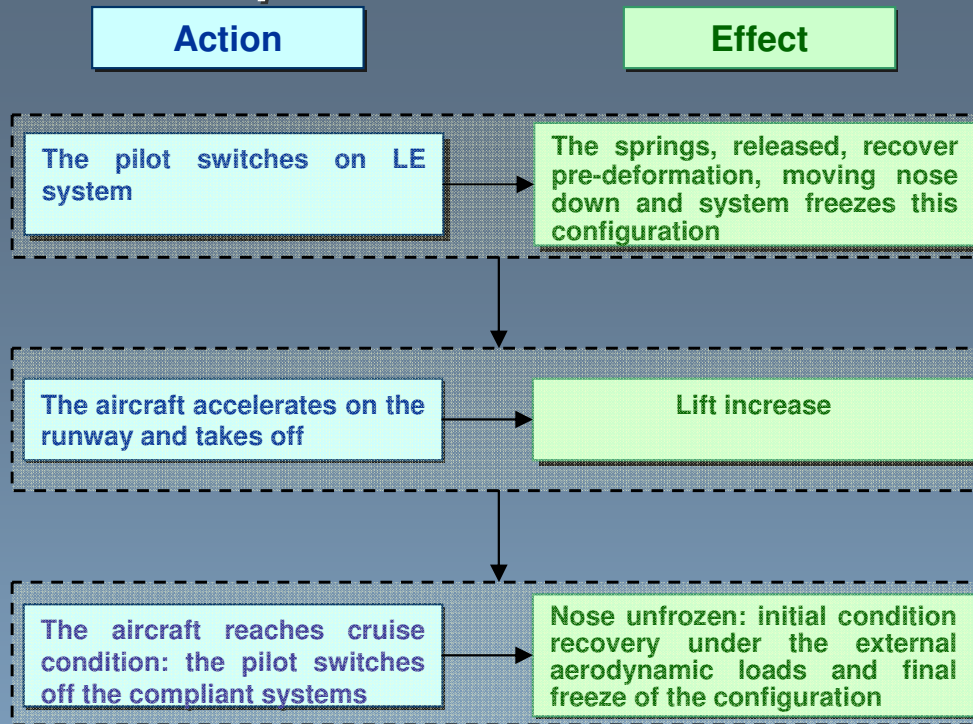 Action
Effect
The pilot switches on LE
system
The springs, released, recover
pre-deformation, moving nose
down and system freezes this
configuration
The aircraft accelerates on the
runway and takes off
Lift increase
The aircraft reaches cruise
condition: the pilot switches
off the compliant systems
Nose unfrozen: initial condition
recovery under the external
aerodynamic loads and final
freeze of the configuration